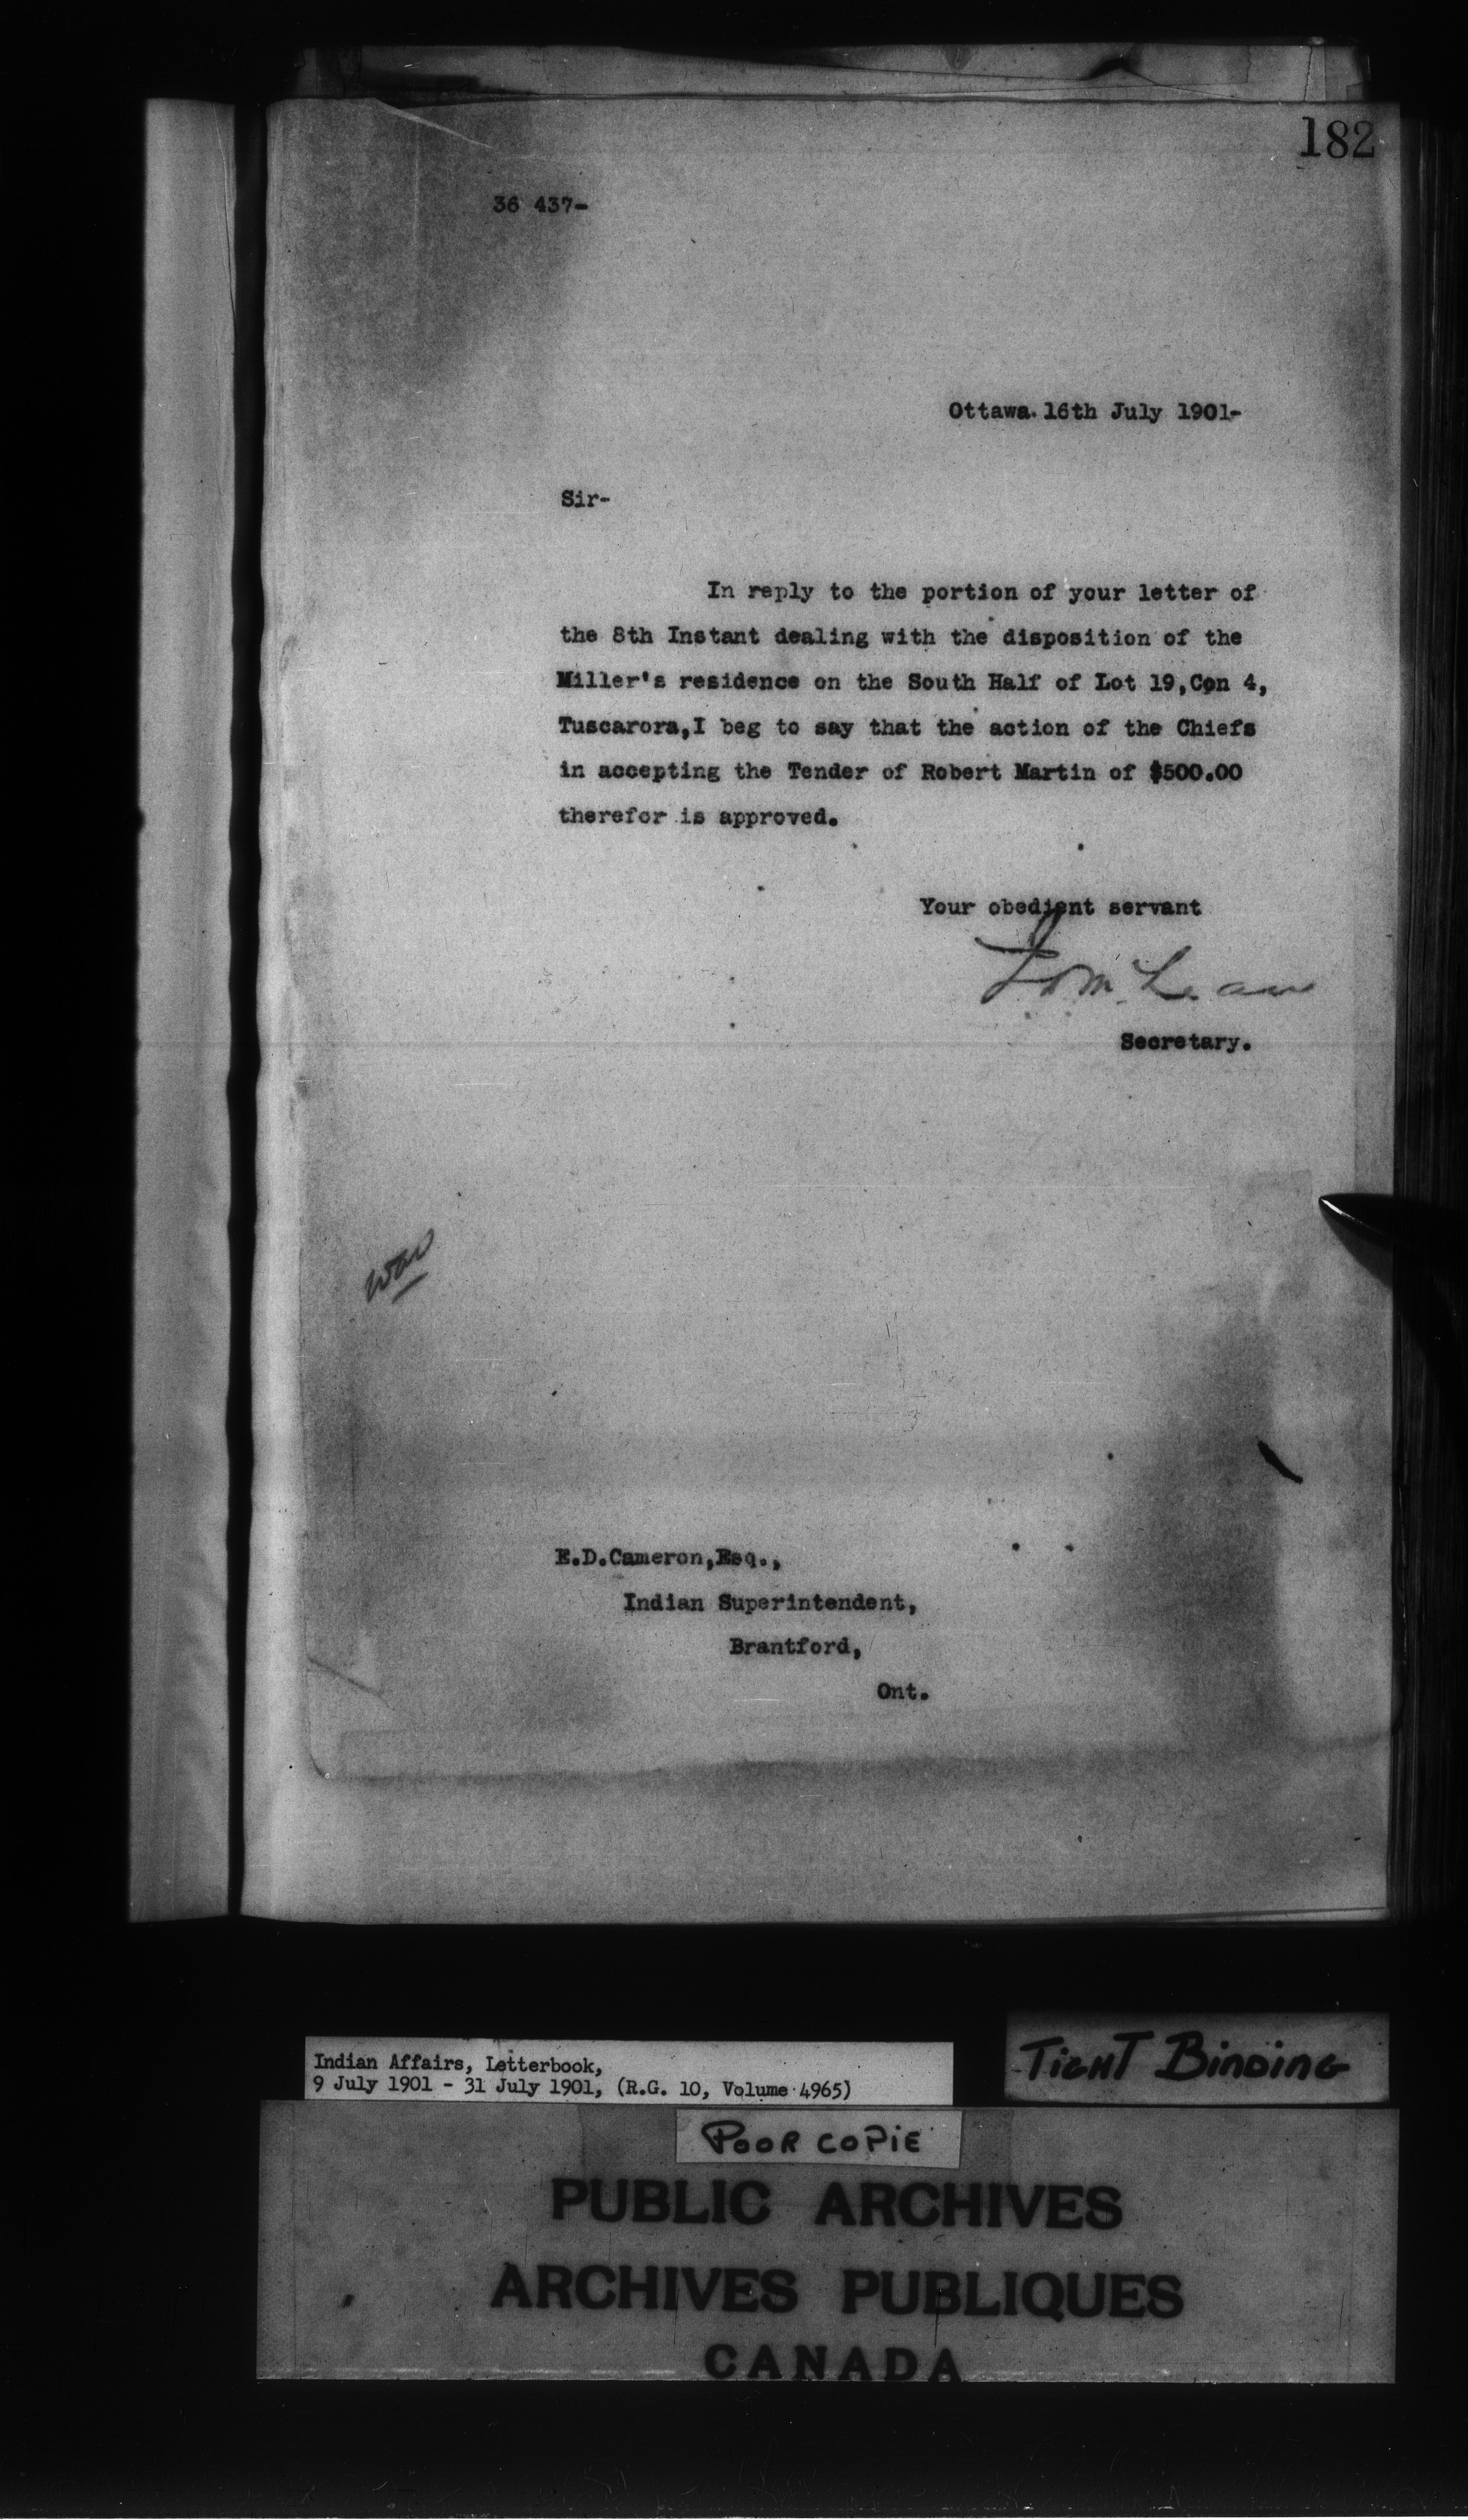 182
36 437-
Ottawa. 16th July 1901-
Sir-
In reply to the portion of your letter of
the 8th Instant dealing with the disposition of the
Miller's residence on the South Half of Lot 19,Con 4,
Tuscarora,I beg to say that the action of the Chiefs
in accepting the Tender of Robert Martin of $500.00
therefor is approved.
Your obedient servant
McLean
Secretary.
E.D.Cameron,Esq.,
Indian Superintendent,
Brantford,
Ont.
Indian Affairs, Letterbook,
9 July 1901 - 31 July 1901, (R.G. 10, Volume 4965)
TIGHT BINDING
POOR COPIE
PUBLIC ARCHIVES
ARCHIVES PUBLIQUES
CANADA